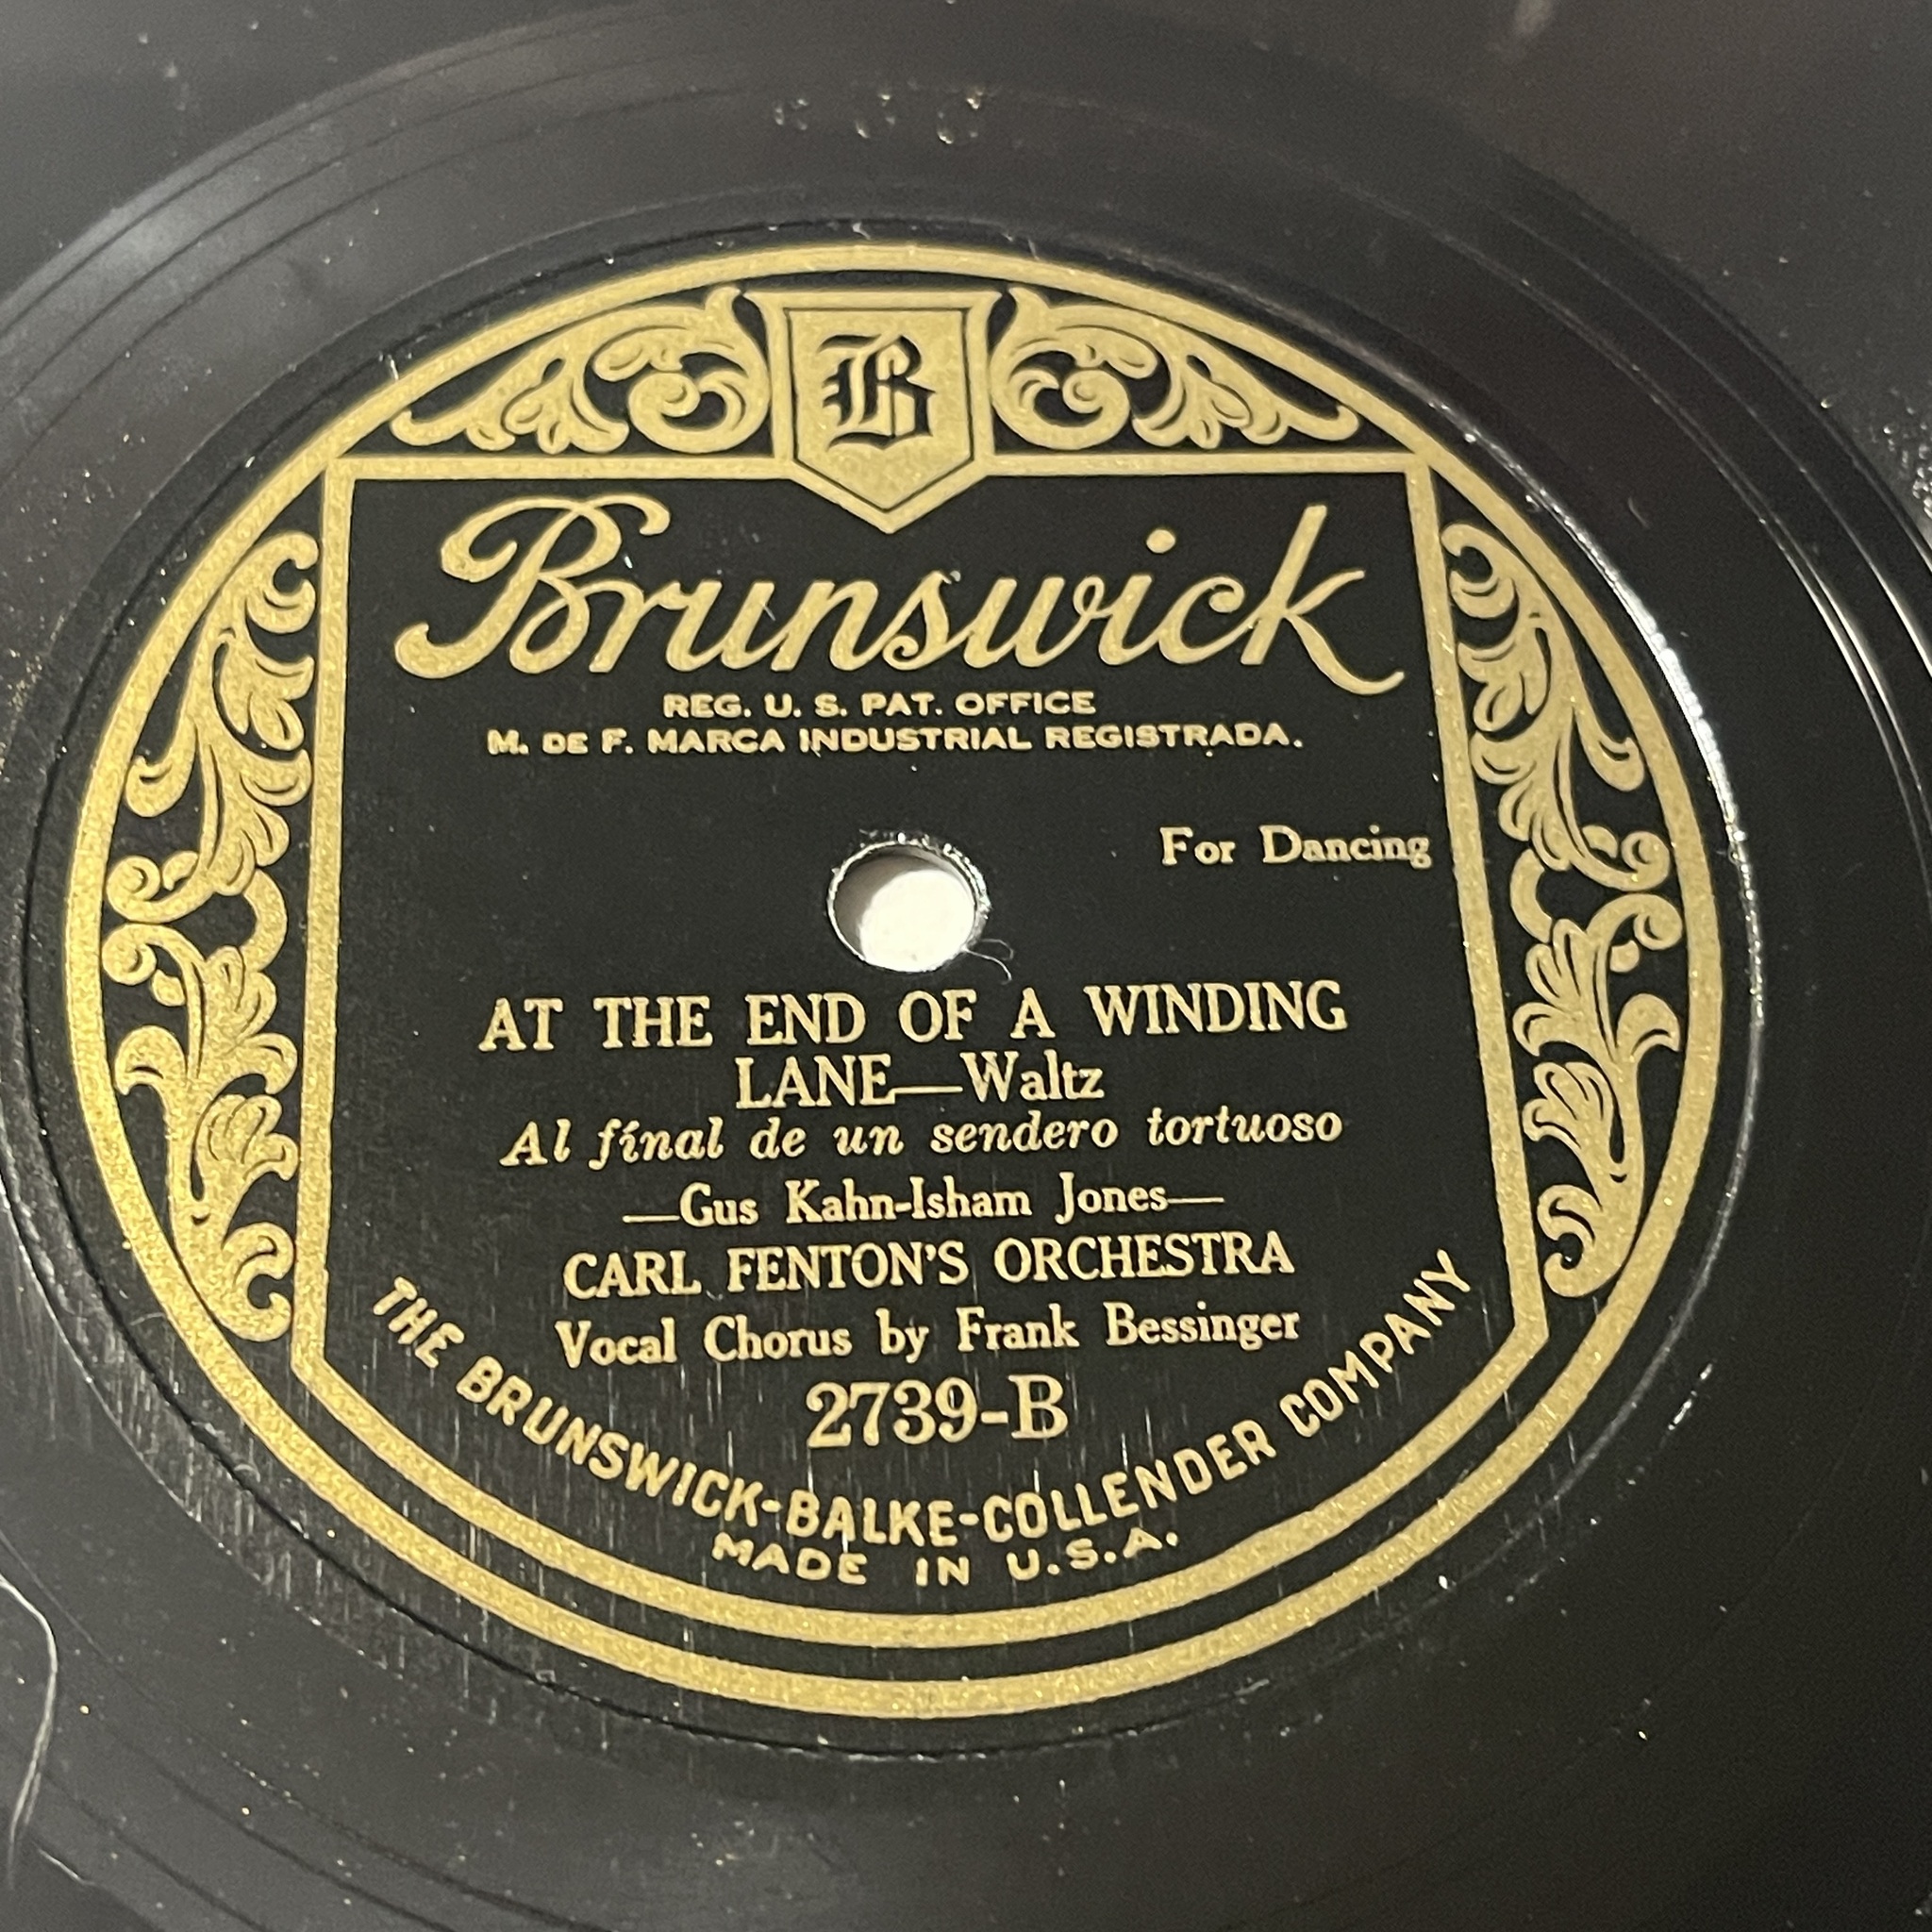 B
Brunswick
REG. U. S. PAT. OFFICE
M. DE F. MARCA INDUSTRIAL REGISTRADA.
For Dancing
AT THE END OF A WINDING
LANE—Waltz
Al fínal de un sendero tortuoso
—Gus Kahn-Isham Jones—
CARL FENTON'S ORCHESTRA
Vocal Chorus by Frank Bessinger
2739-B
THE BRUNSWICK-BALKE-COLLENDER COMPANY
MADE IN U.S.A.